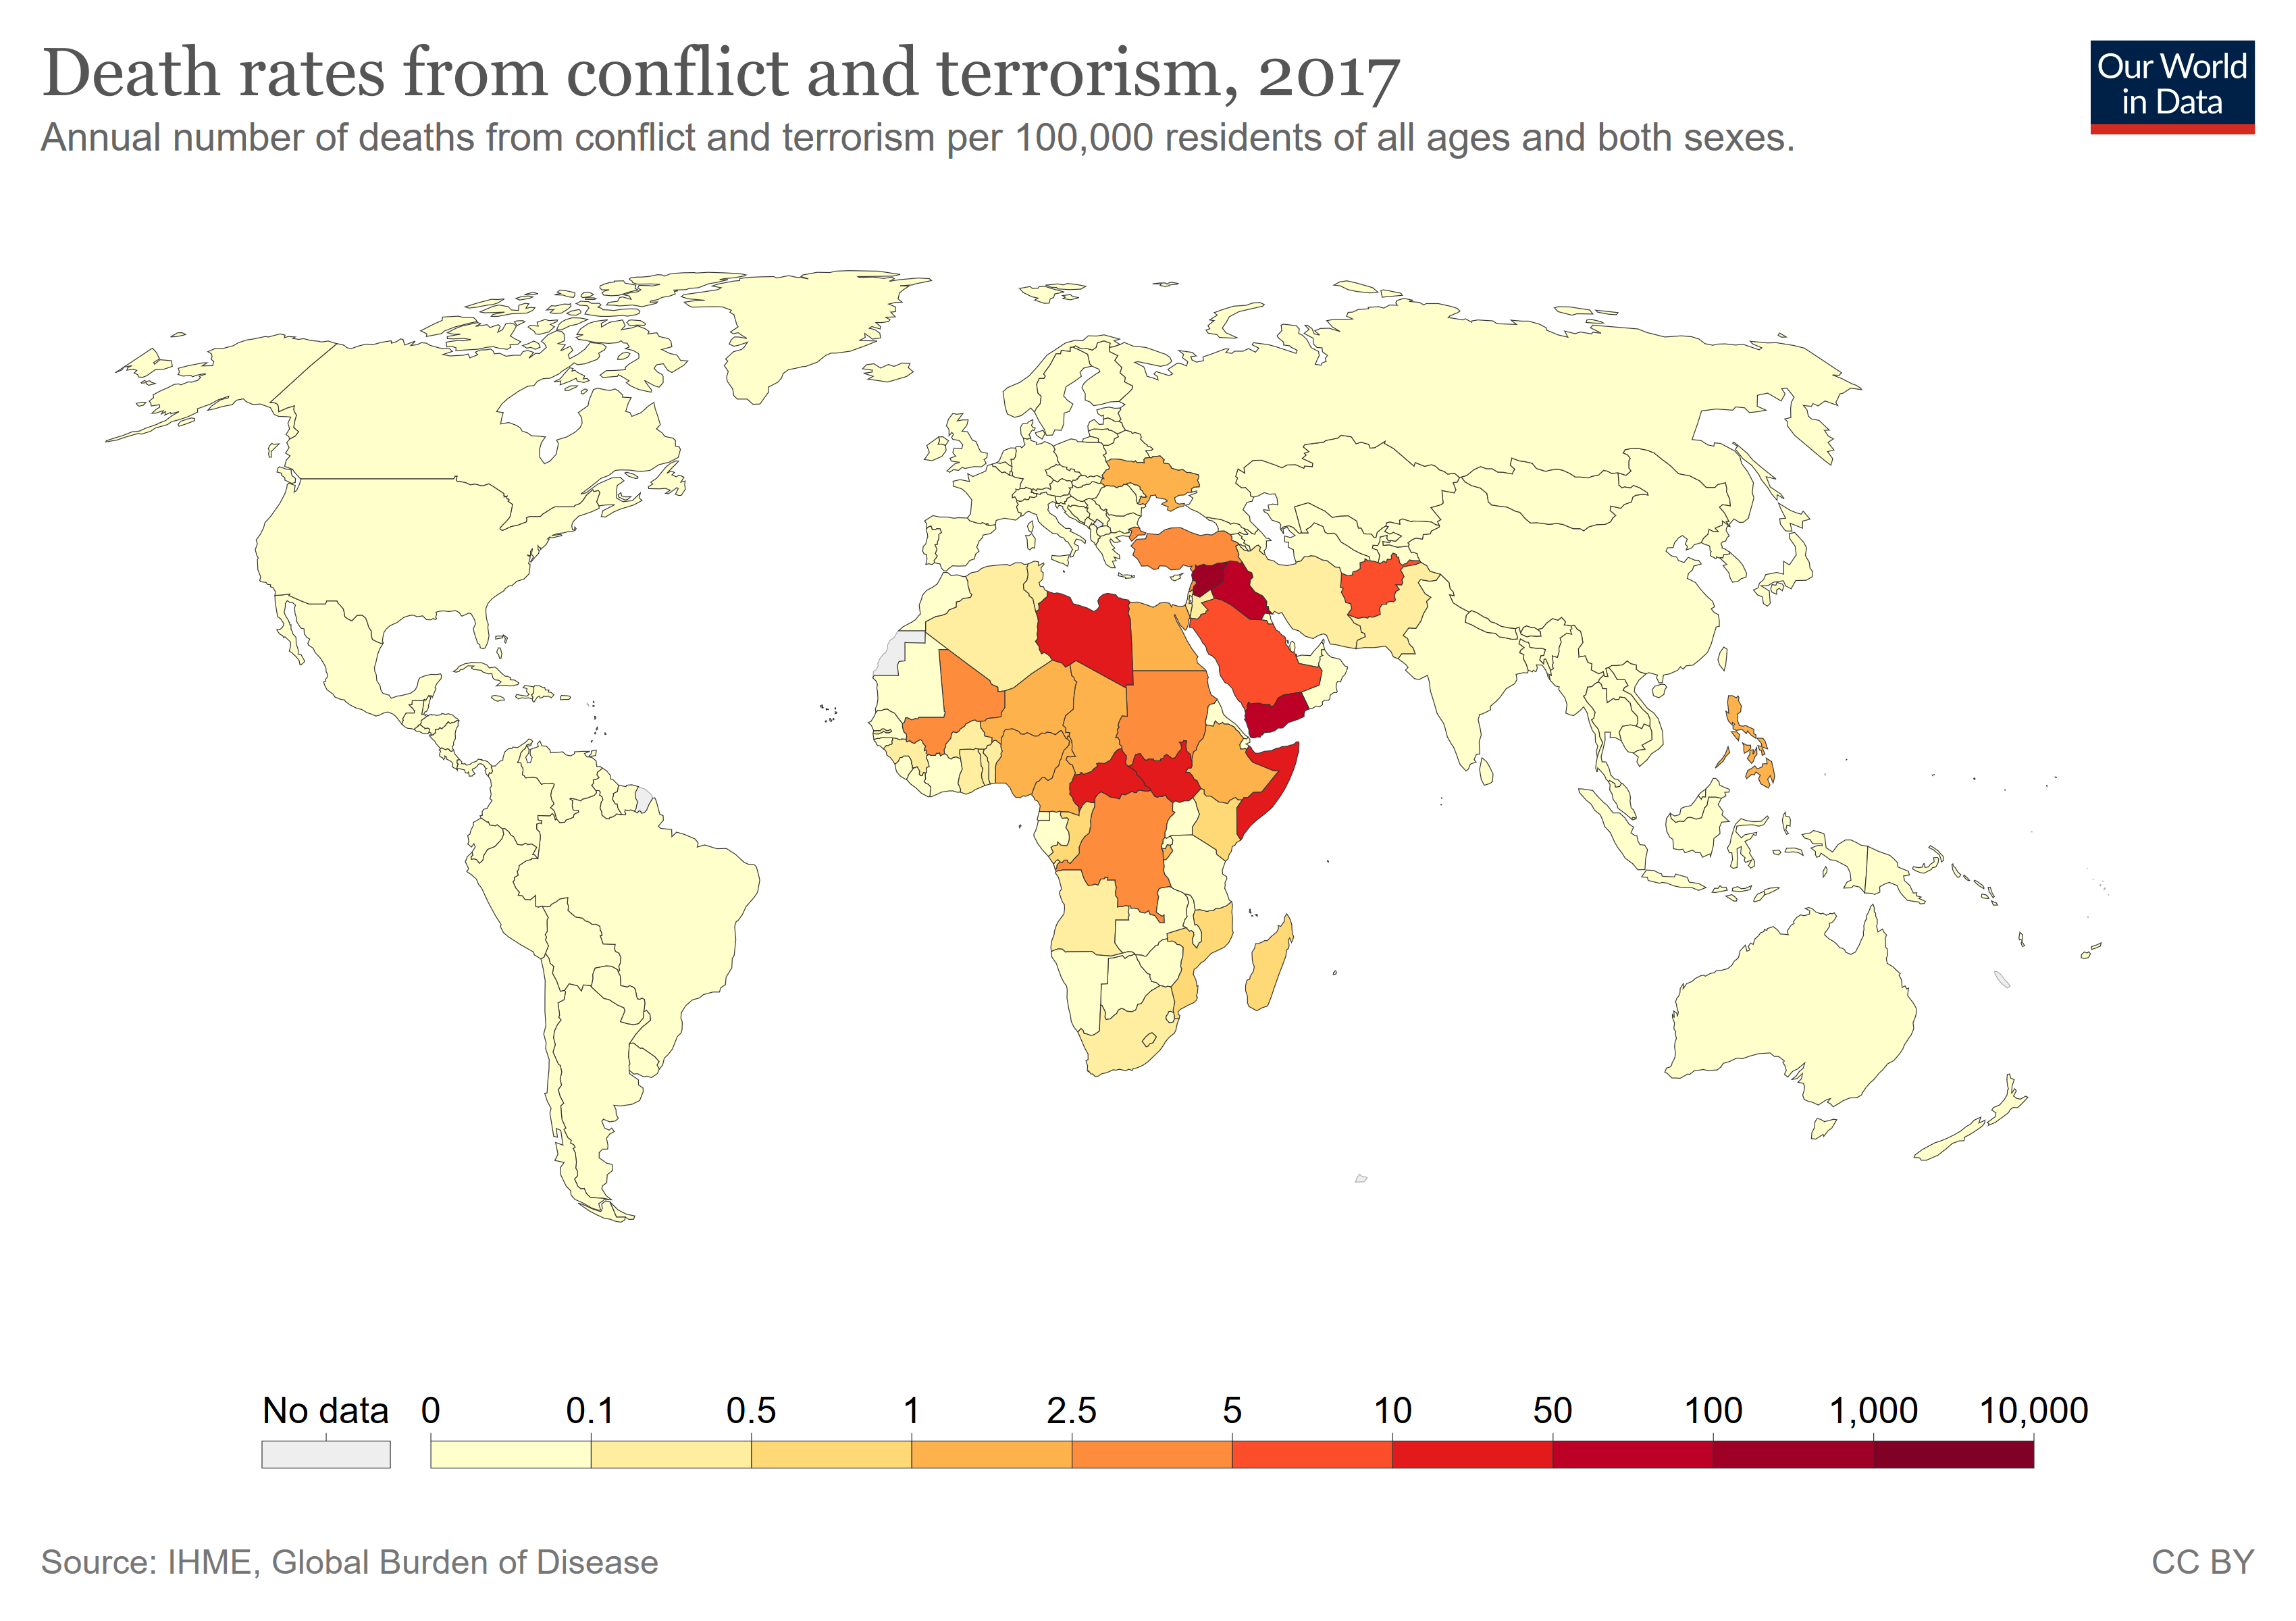 Death rates from conflict and terrorism, 2017
Annual number of deaths from conflict and terrorism per 100,000 residents of all ages and both sexes.
Our World
in Data
No data 0 0.1 0.5 1 2.5 5 10 50 100 1,000 10,000
Source: IHME, Global Burden of Disease
CC BY